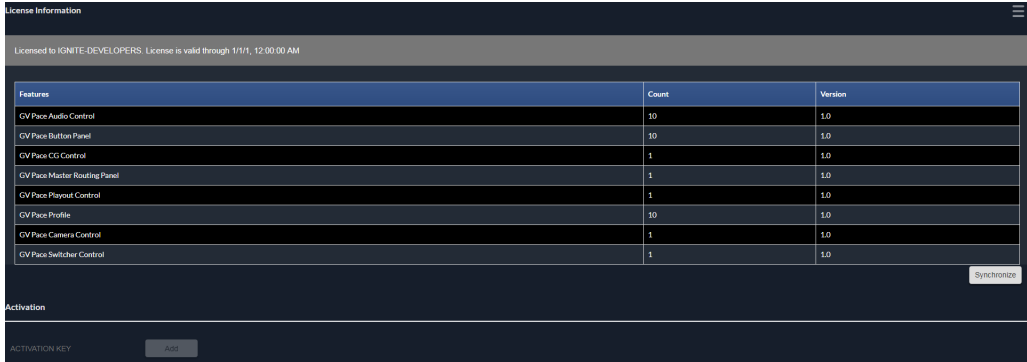 License Information
Licensed to IGNITE-DEVELOPERS. License is valid through 1/1/1, 12:00:00 AM
Features Count Version
GV Pace Audio Control 10 1.0
GV Pace Button Panel 10 1.0
GV Pace CG Control 1 1.0
GV Pace Master Routing Panel 1 1.0
GV Pace Playout Control 1 1.0
GV Pace Profile 10 1.0
GV Pace Camera Control 1 1.0
GV Pace Switcher Control 1 1.0
Synchronize
Activation
ACTIVATION KEY Add